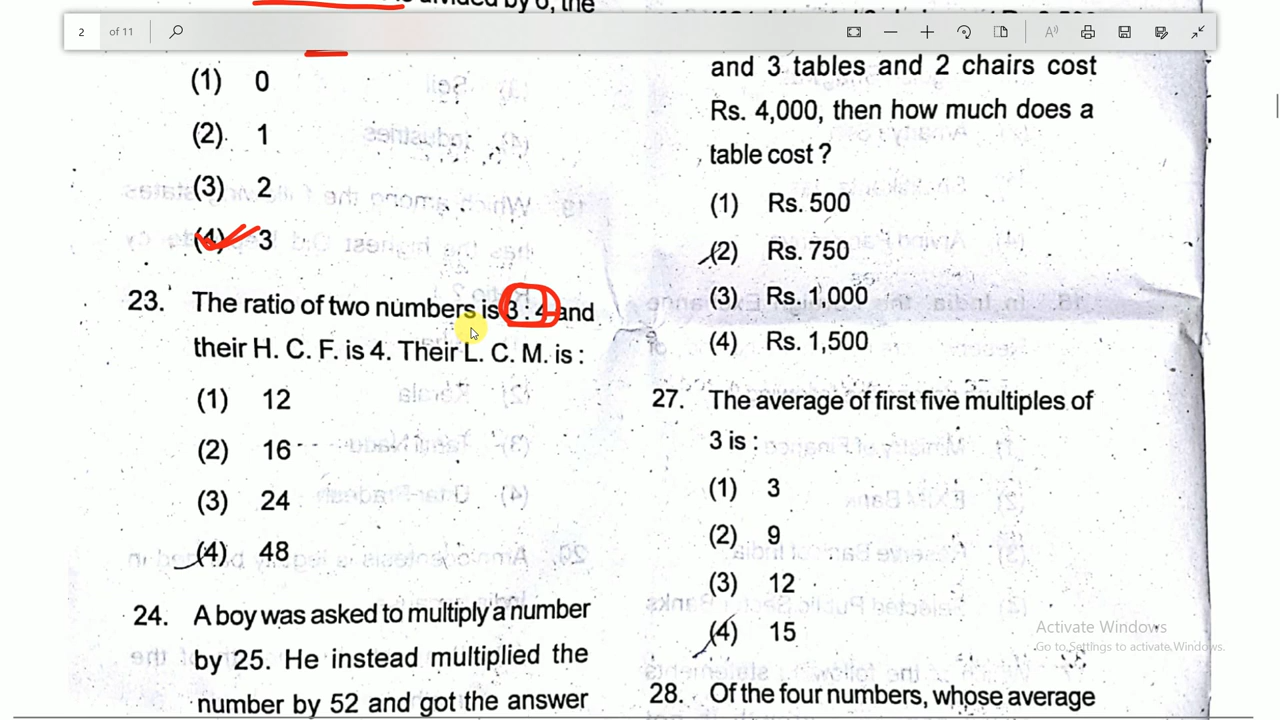 is divided by 6, the
2 of 11
(1) 0
(2) 1
(3) 2
(4) 3
23. The ratio of two numbers is 3 : 4 and
their H. C. F. is 4. Their L. C. M. is :
(1) 12
(2) 16
(3) 24
(4) 48
24. A boy was asked to multiply a number
by 25. He instead multiplied the
number by 52 and got the answer
and 3 tables and 2 chairs cost
Rs. 4,000, then how much does a
table cost ?
(1) Rs. 500
(2) Rs. 750
(3) Rs. 1,000
(4) Rs. 1,500
27. The average of first five multiples of
3 is :
(1) 3
(2) 9
(3) 12
(4) 15
Activate Windows
Go to Settings to activate Windows.
28. Of the four numbers, whose average